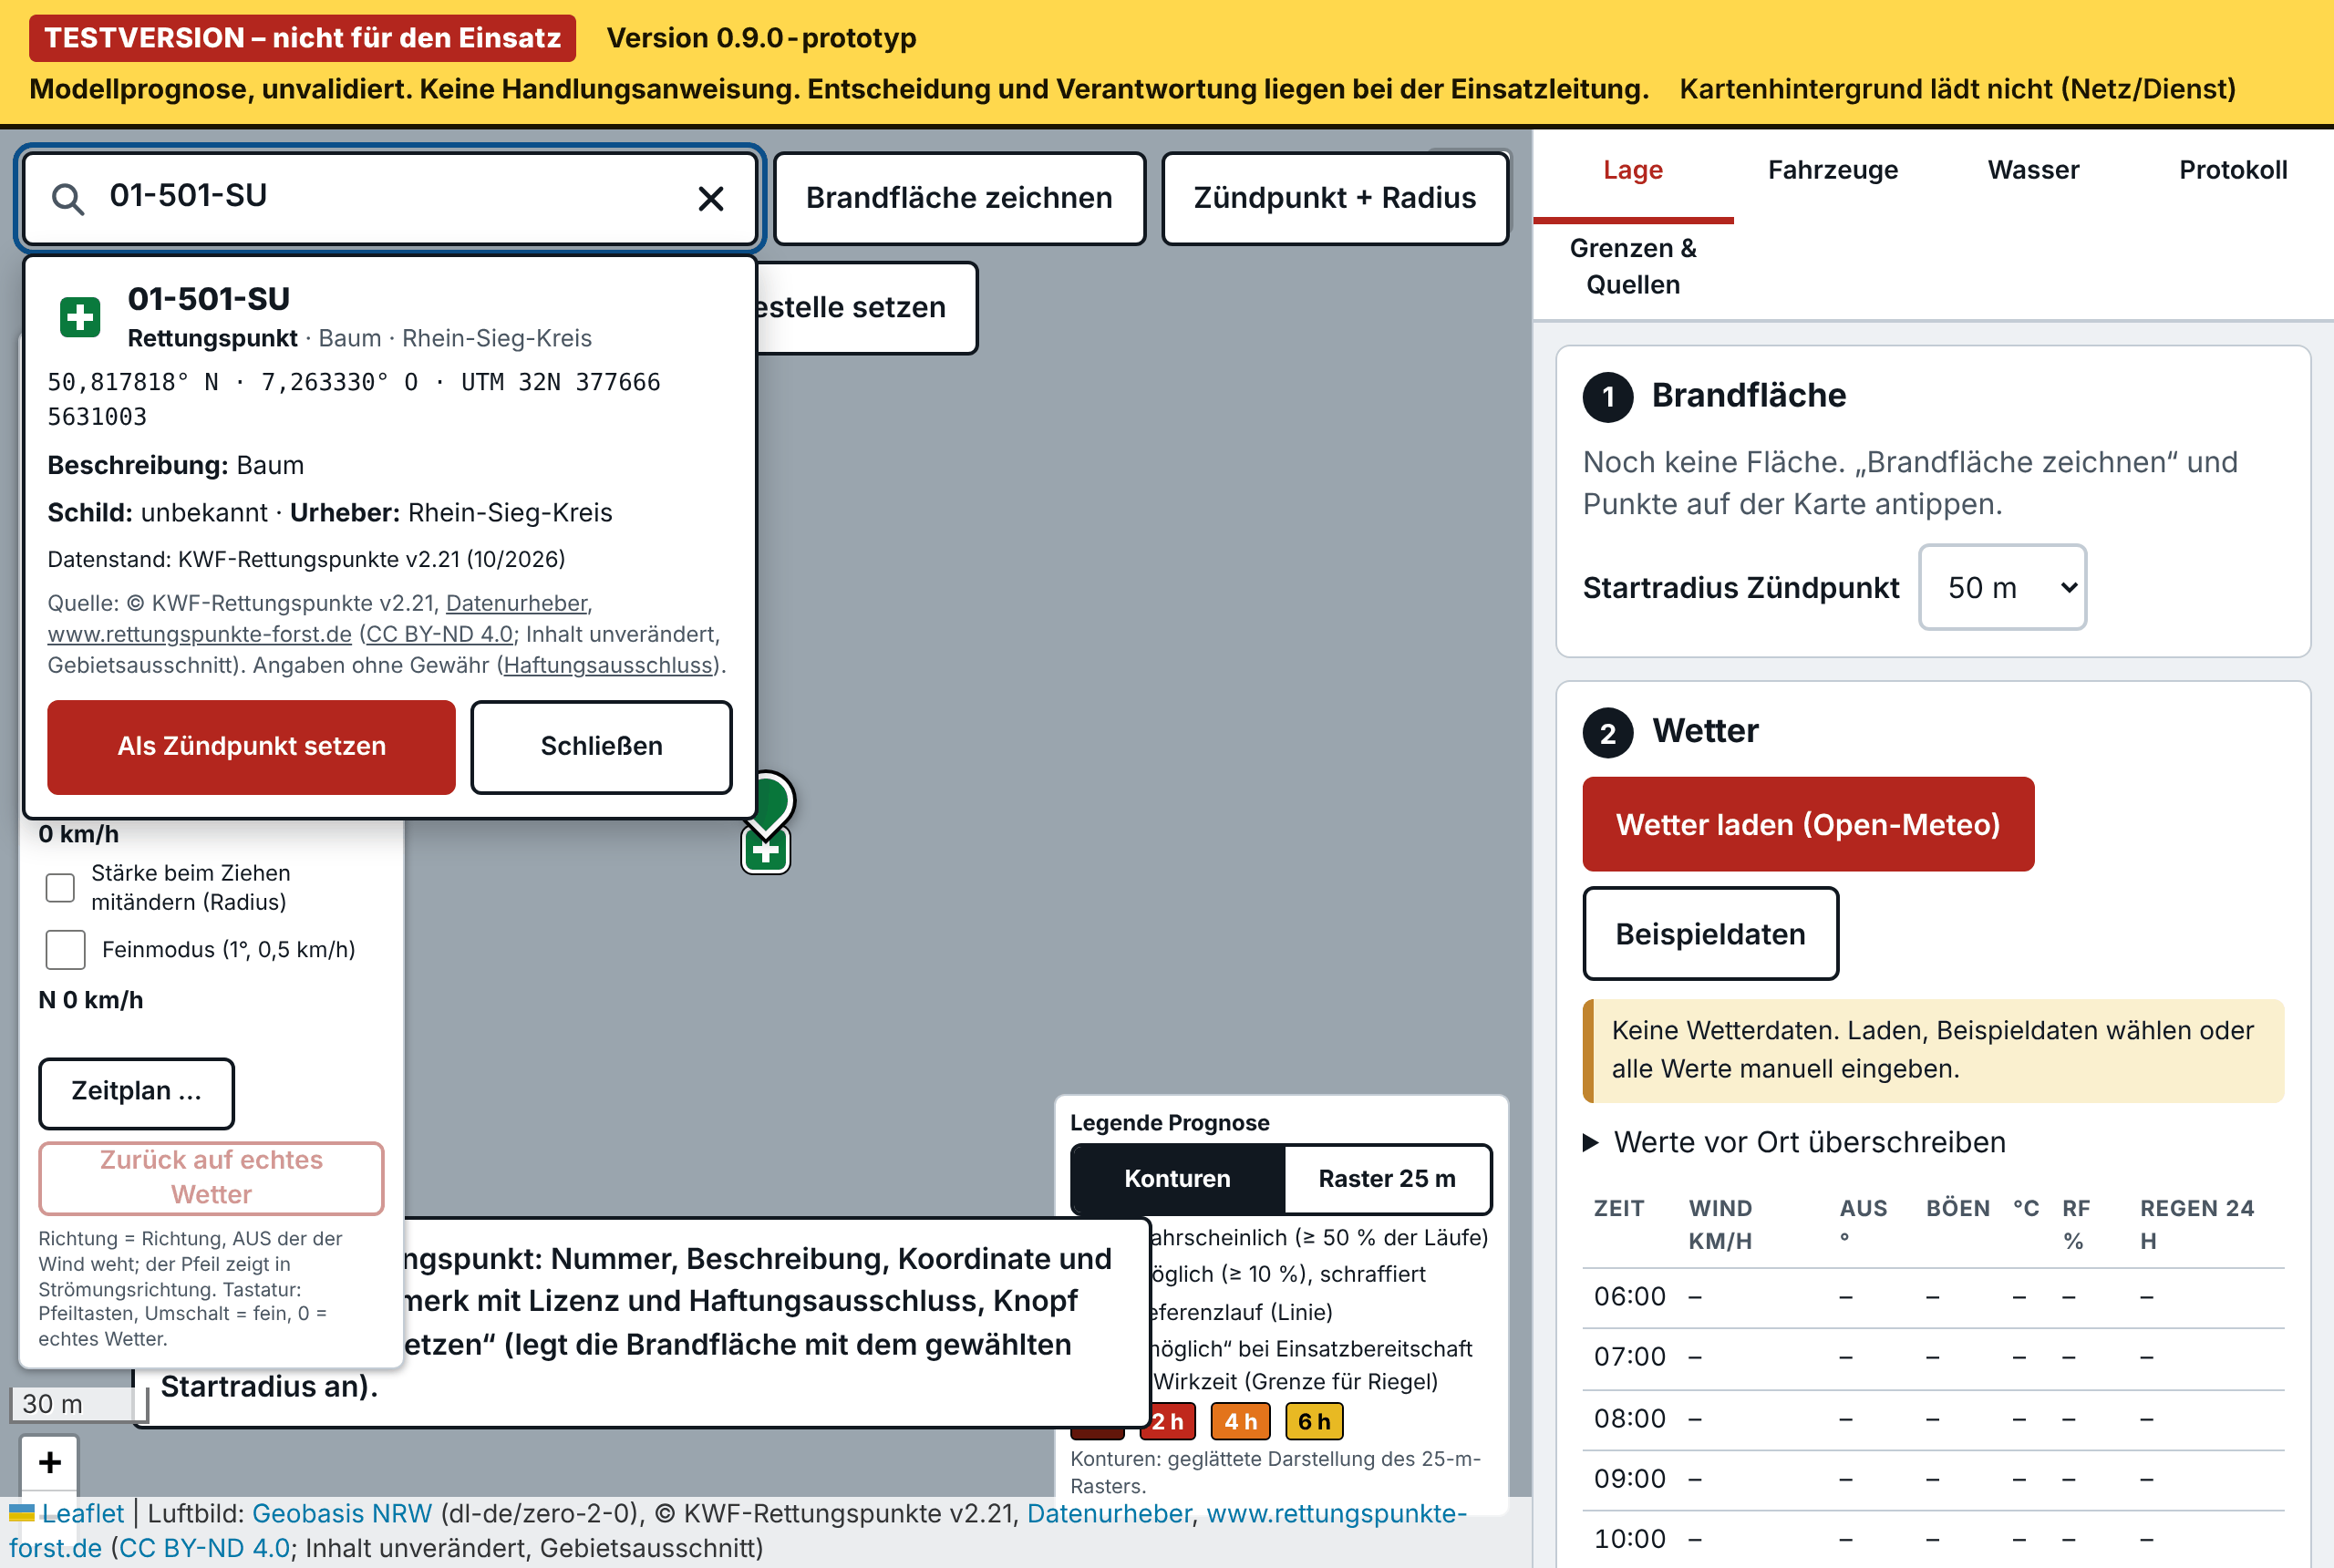 TESTVERSION – nicht für den Einsatz Version 0.9.0-prototyp
Modellprognose, unvalidiert. Keine Handlungsanweisung. Entscheidung und Verantwortung liegen bei der Einsatzleitung. Kartenhintergrund lädt nicht (Netz/Dienst)
01-501-SU
Brandfläche zeichnen
Zündpunkt + Radius
estelle setzen
01-501-SU
Rettungspunkt · Baum · Rhein-Sieg-Kreis
50,817818° N · 7,263330° O · UTM 32N 377666
5631003
Beschreibung: Baum
Schild: unbekannt · Urheber: Rhein-Sieg-Kreis
Datenstand: KWF-Rettungspunkte v2.21 (10/2026)
Quelle: © KWF-Rettungspunkte v2.21, Datenurheber,
www.rettungspunkte-forst.de (CC BY-ND 4.0; Inhalt unverändert,
Gebietsausschnitt). Angaben ohne Gewähr (Haftungsausschluss).
Als Zündpunkt setzen
Schließen
0 km/h
Stärke beim Ziehen
mitändern (Radius)
Feinmodus (1°, 0,5 km/h)
N 0 km/h
Zeitplan ...
Zurück auf echtes
Wetter
Richtung = Richtung, AUS der der
Wind weht; der Pfeil zeigt in
Strömungsrichtung. Tastatur:
Pfeiltasten, Umschalt = fein, 0 =
echtes Wetter.
ngspunkt: Nummer, Beschreibung, Koordinate und
merk mit Lizenz und Haftungsausschluss, Knopf
etzen“ (legt die Brandfläche mit dem gewählten
Startradius an).
Legende Prognose
Konturen
Raster 25 m
ahrscheinlich (≥ 50 % der Läufe)
öglich (≥ 10 %), schraffiert
eferenzlauf (Linie)
möglich“ bei Einsatzbereitschaft
Wirkzeit (Grenze für Riegel)
2 h 4 h 6 h
Konturen: geglättete Darstellung des 25-m-
Rasters.
30 m
+
Leaflet | Luftbild: Geobasis NRW (dl-de/zero-2-0), © KWF-Rettungspunkte v2.21, Datenurheber, www.rettungspunkte-
forst.de (CC BY-ND 4.0; Inhalt unverändert, Gebietsausschnitt)
Lage Fahrzeuge Wasser Protokoll
Grenzen &
Quellen
1 Brandfläche
Noch keine Fläche. „Brandfläche zeichnen“ und
Punkte auf der Karte antippen.
Startradius Zündpunkt 50 m
2 Wetter
Wetter laden (Open-Meteo)
Beispieldaten
Keine Wetterdaten. Laden, Beispieldaten wählen oder
alle Werte manuell eingeben.
Werte vor Ort überschreiben
ZEIT WIND AUS BÖEN °C RF REGEN 24
KM/H ° % H
06:00 – – – – – –
07:00 – – – – – –
08:00 – – – – – –
09:00 – – – – – –
10:00 – – – – – –